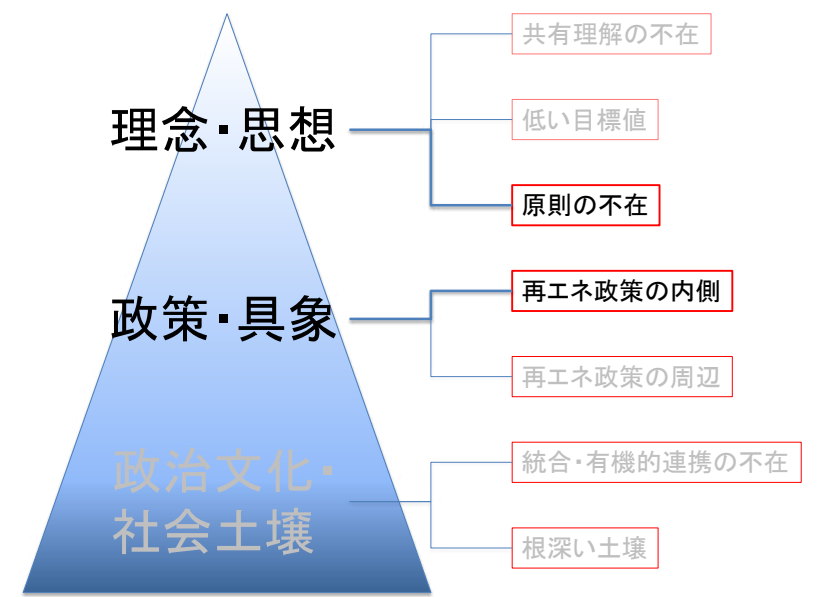 共有理解の不在
低い目標値
理念・思想
原則の不在
再エネ政策の内側
政策・具象
再エネ政策の周辺
統合・有機的連携の不在
政治文化・
社会土壌
根深い土壌